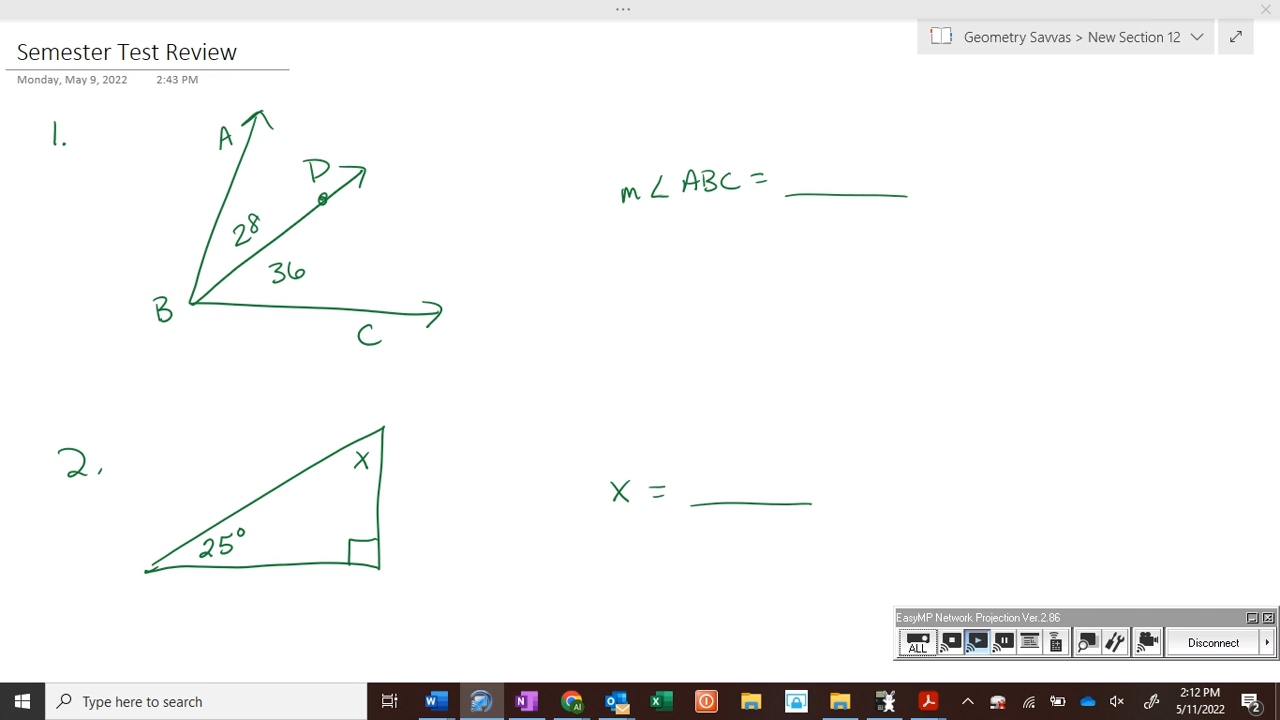 Geometry Savvas > New Section 12
Semester Test Review
Monday, May 9, 2022 2:43 PM
1.
A
D
28
36
B
C
m∠ABC = ______
2.
x
25°
x = ______
EasyMP Network Projection Ver.2.86
ALL
Disconnect
Type here to search
2:12 PM
5/11/2022
2